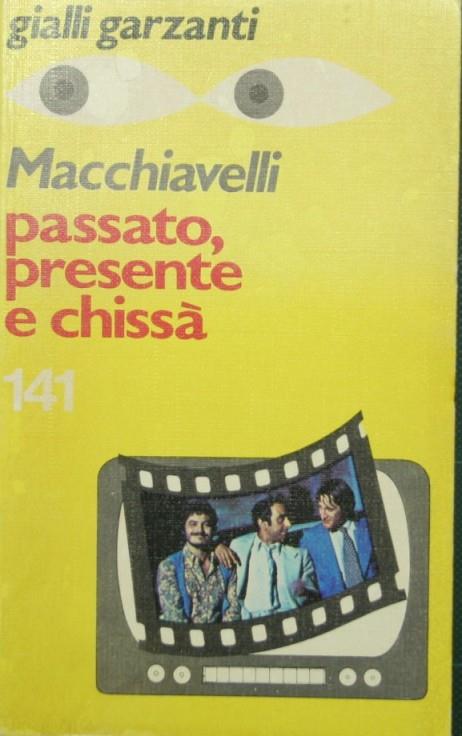 gialli garzanti
Macchiavelli
passato,
presente
e chissà
141